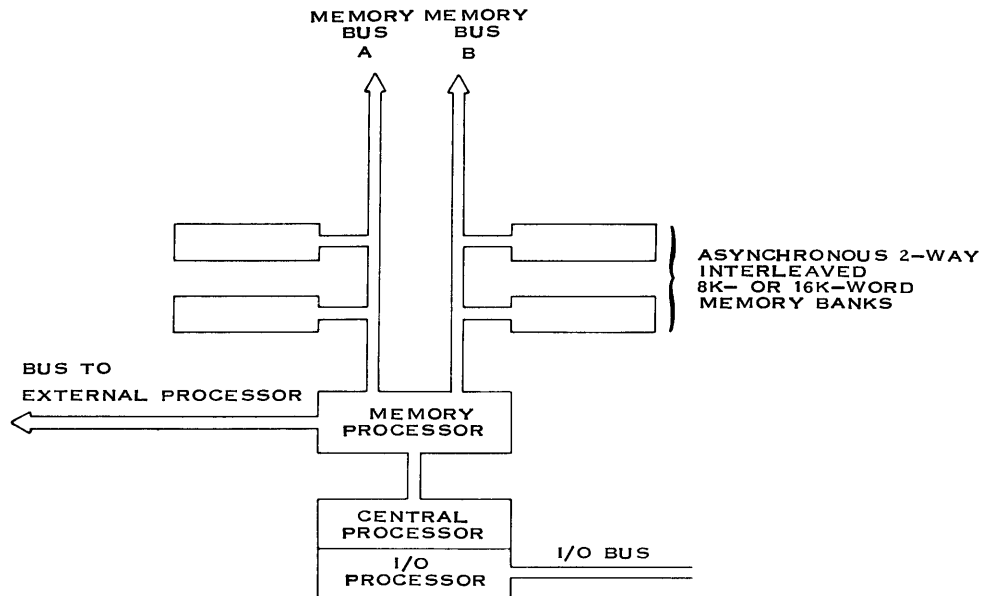 MEMORY BUS A
MEMORY BUS B
ASYNCHRONOUS 2-WAY
INTERLEAVED
8K- OR 16K-WORD
MEMORY BANKS
BUS TO
EXTERNAL PROCESSOR
MEMORY
PROCESSOR
CENTRAL
PROCESSOR
I/O
PROCESSOR
I/O BUS